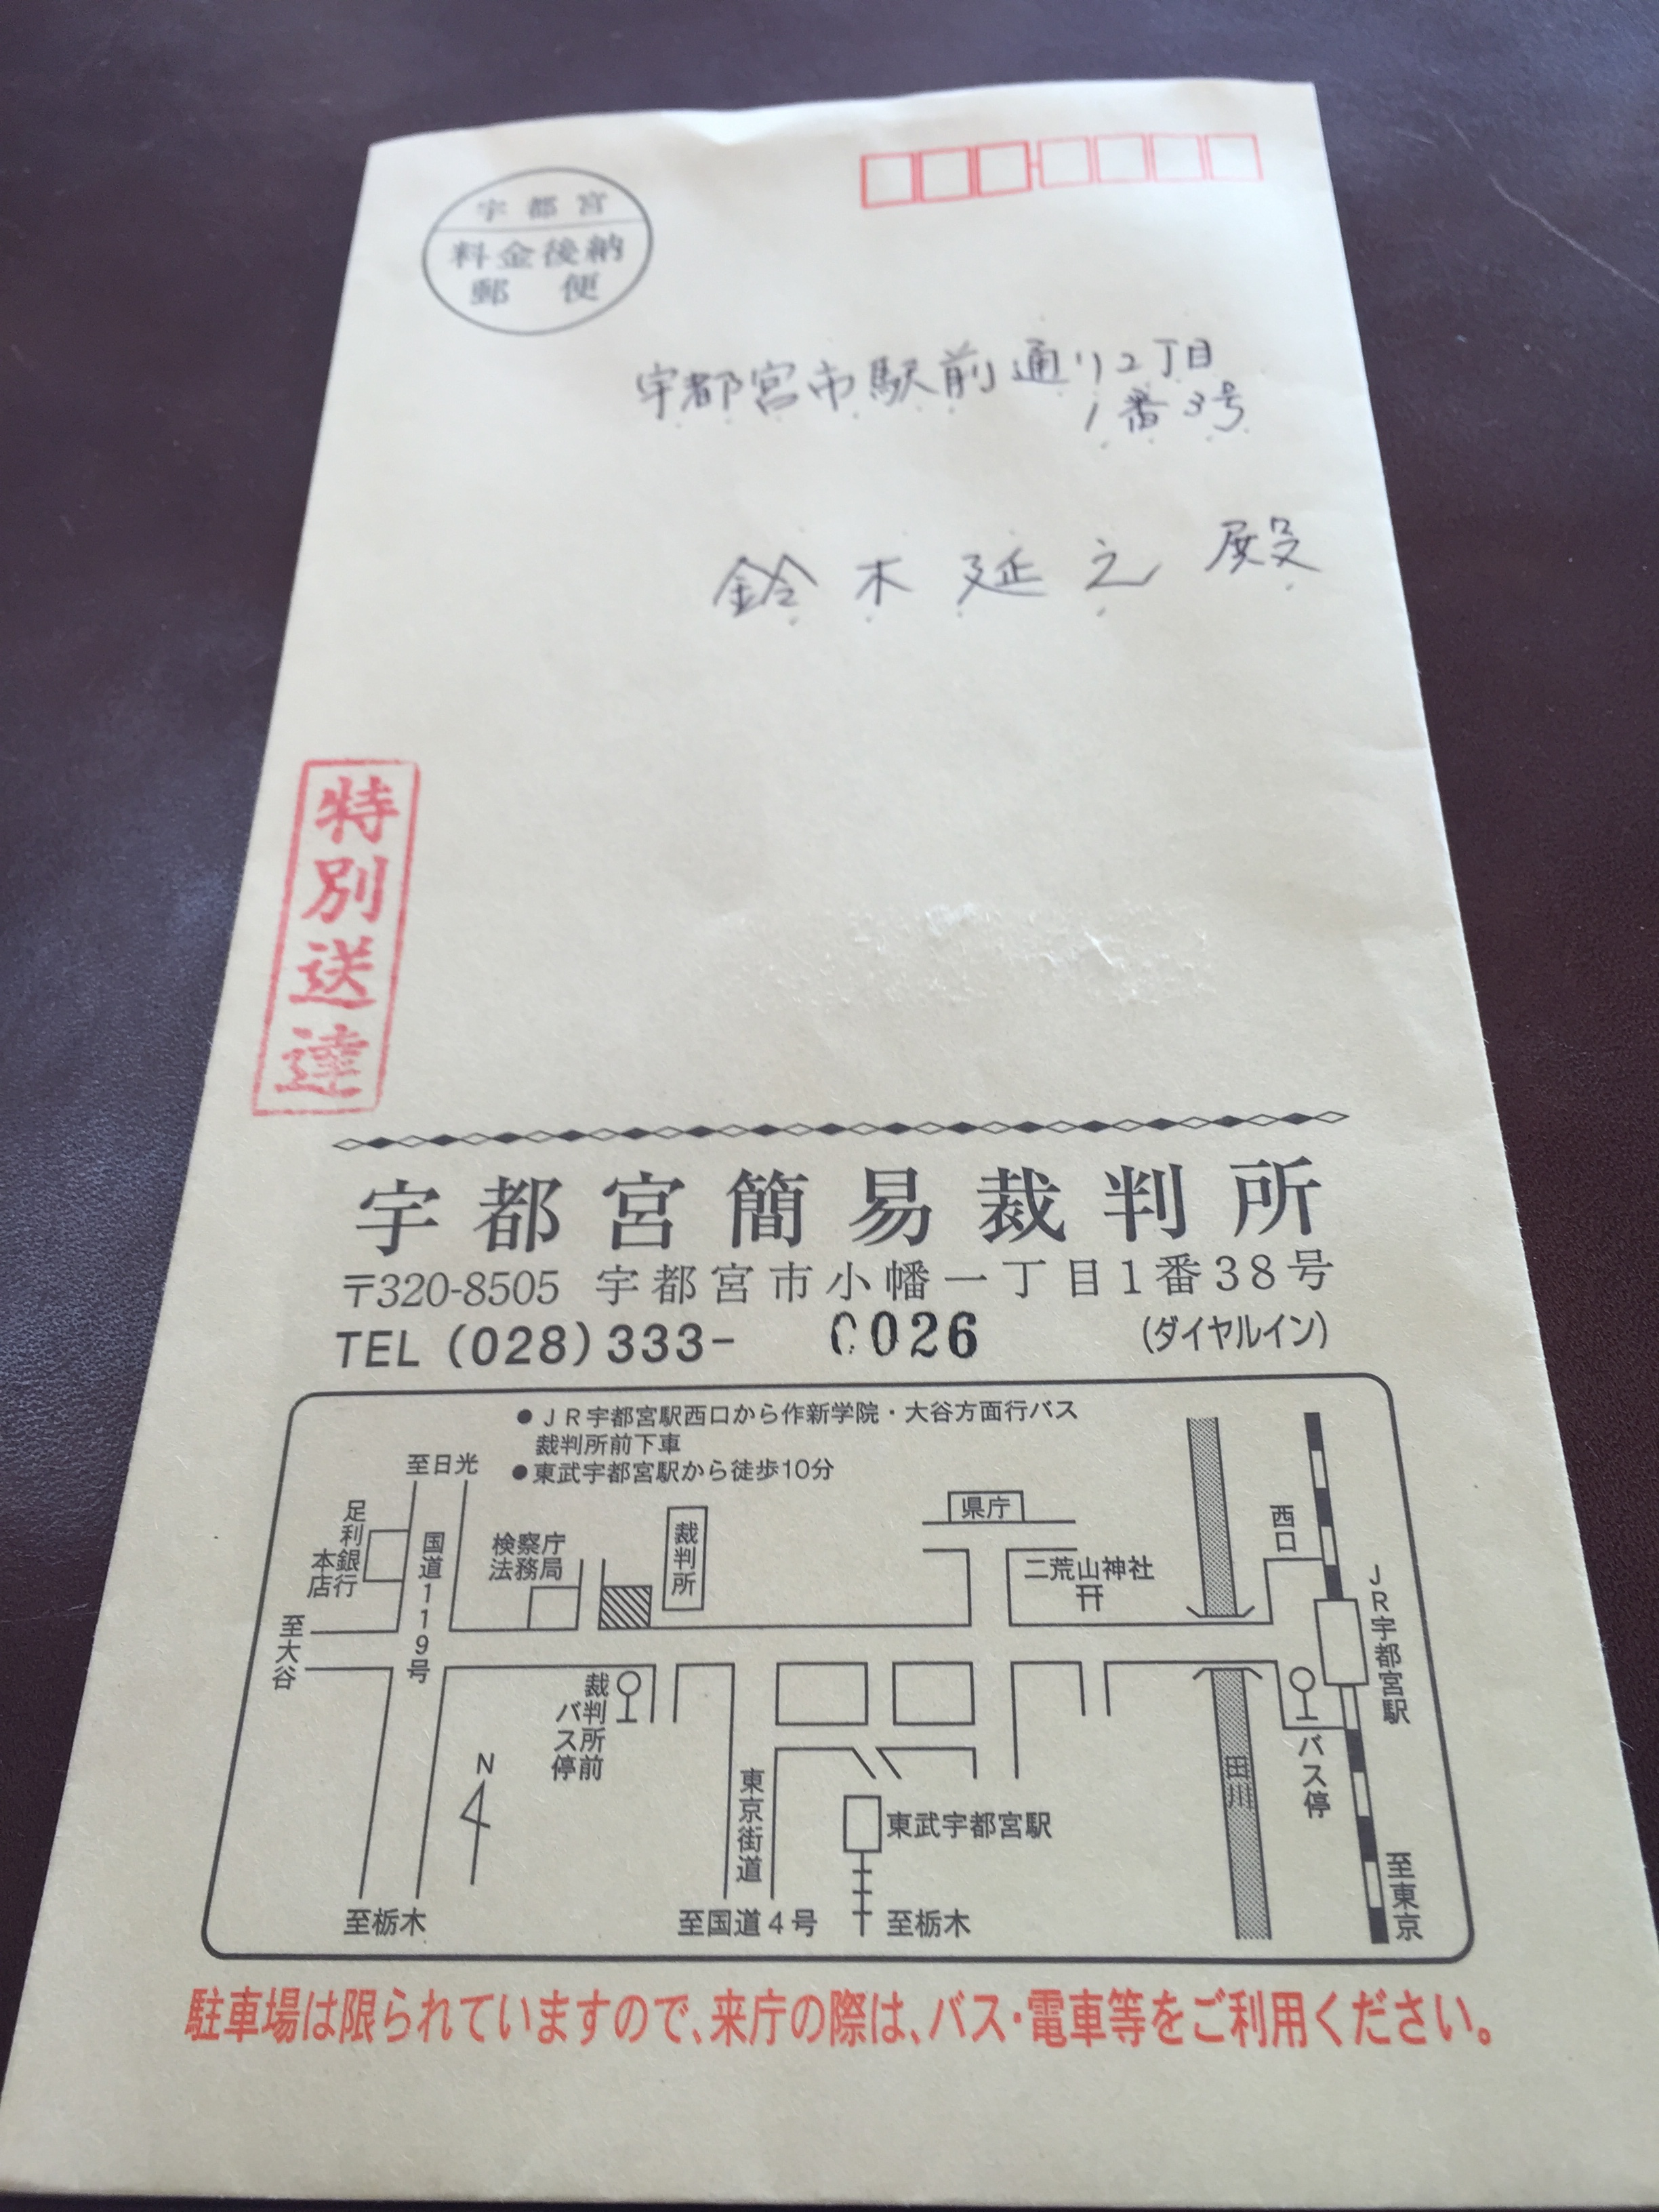 宇都宮
料金後納
郵便
宇都宮市駅前通り2丁目
1番3号
鈴木延之殿
特別送達
宇都宮簡易裁判所
〒320-8505 宇都宮市小幡一丁目1番38号
TEL (028)333-0026 (ダイヤルイン)
●JR宇都宮駅西口から作新学院・大谷方面行バス
裁判所前下車
●東武宇都宮駅から徒歩10分
至日光
足利銀行
本店
国道119号
検察庁
法務局
裁判所
県庁
二荒山神社
西口
JR宇都宮駅
至大谷
裁判所前
バス停
N
東京街道
東武宇都宮駅
田川
バス停
至東京
至栃木
至国道4号
至栃木
駐車場は限られていますので、来庁の際は、バス・電車等をご利用ください。